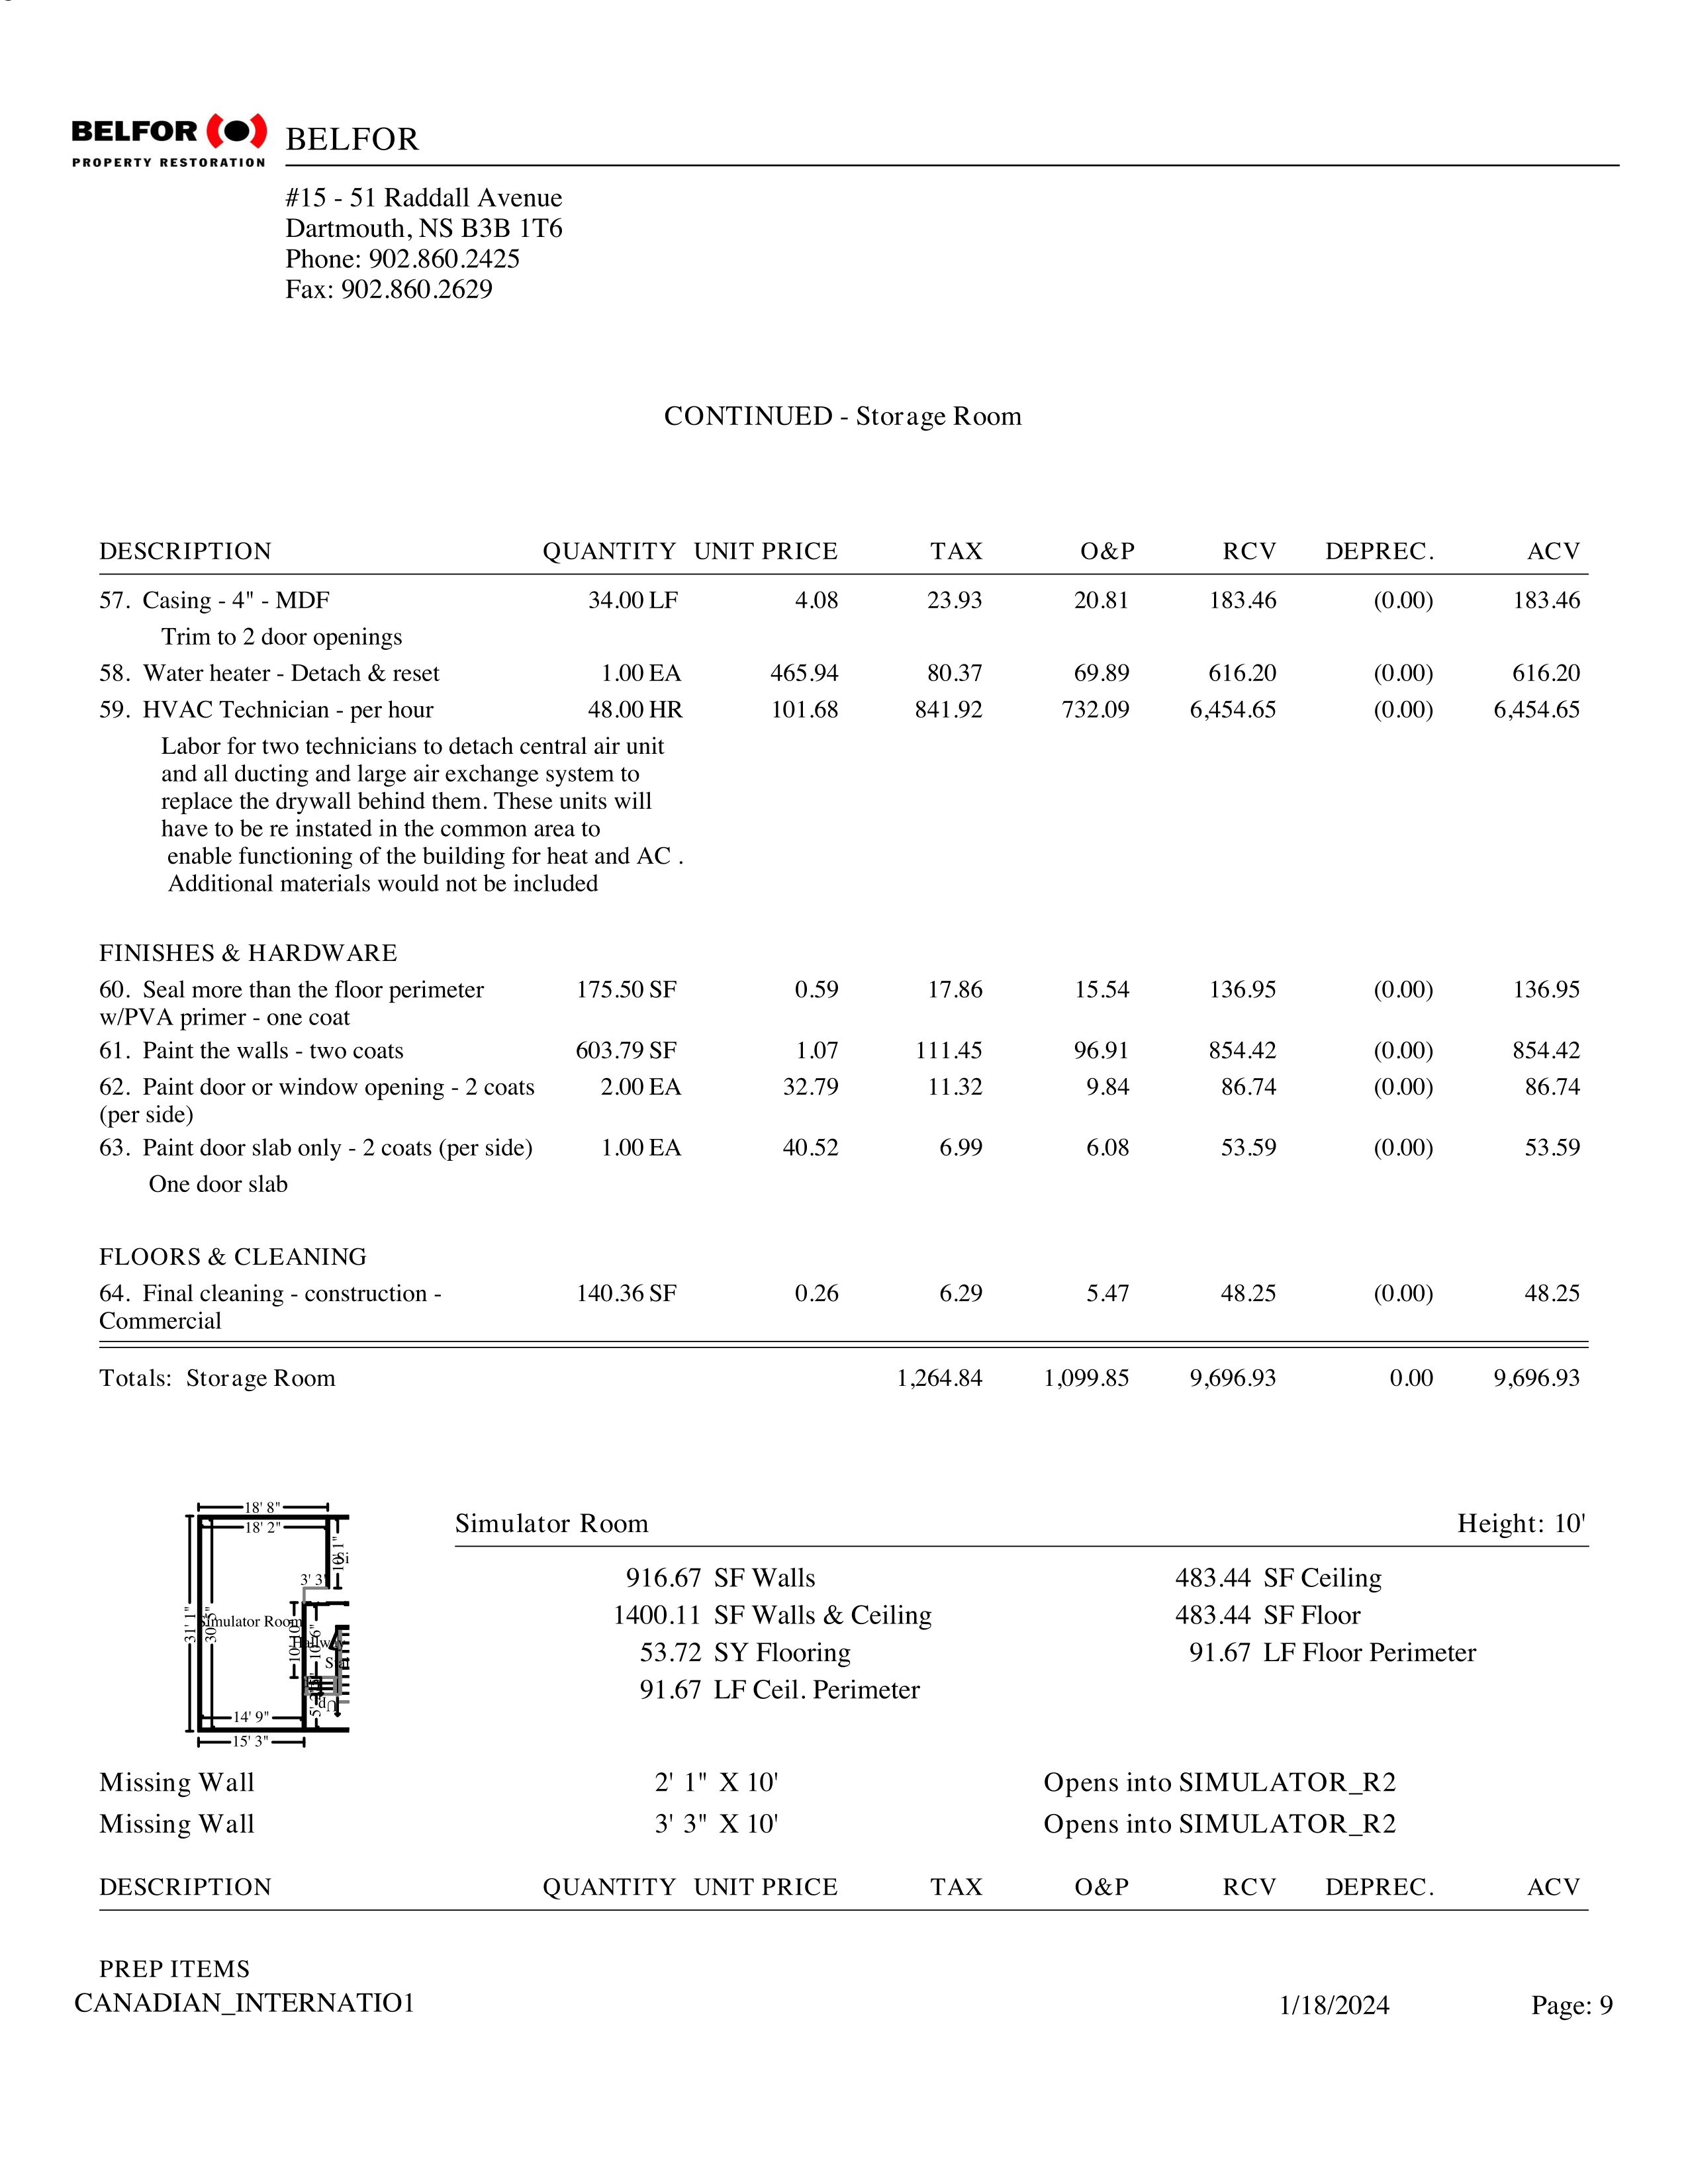 BELFOR
PROPERTY RESTORATION
BELFOR
#15 - 51 Raddall Avenue
Dartmouth, NS B3B 1T6
Phone: 902.860.2425
Fax: 902.860.2629
CONTINUED - Storage Room
DESCRIPTION QUANTITY UNIT PRICE TAX O&P RCV DEPREC. ACV
57. Casing - 4" - MDF 34.00 LF 4.08 23.93 20.81 183.46 (0.00) 183.46
Trim to 2 door openings
58. Water heater - Detach & reset 1.00 EA 465.94 80.37 69.89 616.20 (0.00) 616.20
59. HVAC Technician - per hour 48.00 HR 101.68 841.92 732.09 6,454.65 (0.00) 6,454.65
Labor for two technicians to detach central air unit
and all ducting and large air exchange system to
replace the drywall behind them. These units will
have to be re instated in the common area to
enable functioning of the building for heat and AC .
Additional materials would not be included
FINISHES & HARDWARE
60. Seal more than the floor perimeter 175.50 SF 0.59 17.86 15.54 136.95 (0.00) 136.95
w/PVA primer - one coat
61. Paint the walls - two coats 603.79 SF 1.07 111.45 96.91 854.42 (0.00) 854.42
62. Paint door or window opening - 2 coats 2.00 EA 32.79 11.32 9.84 86.74 (0.00) 86.74
(per side)
63. Paint door slab only - 2 coats (per side) 1.00 EA 40.52 6.99 6.08 53.59 (0.00) 53.59
One door slab
FLOORS & CLEANING
64. Final cleaning - construction - 140.36 SF 0.26 6.29 5.47 48.25 (0.00) 48.25
Commercial
Totals: Storage Room 1,264.84 1,099.85 9,696.93 0.00 9,696.93
18' 8"
18' 2"
10' 1"
Si
3' 3"
31' 1"
30' 5"
Simulator Room
10' 10"
10' 6"
Hallway
14' 9"
15' 3"
Up
Simulator Room Height: 10'
916.67 SF Walls 483.44 SF Ceiling
1400.11 SF Walls & Ceiling 483.44 SF Floor
53.72 SY Flooring 91.67 LF Floor Perimeter
91.67 LF Ceil. Perimeter
Missing Wall 2' 1" X 10' Opens into SIMULATOR_R2
Missing Wall 3' 3" X 10' Opens into SIMULATOR_R2
DESCRIPTION QUANTITY UNIT PRICE TAX O&P RCV DEPREC. ACV
PREP ITEMS
CANADIAN_INTERNATIO1 1/18/2024 Page: 9